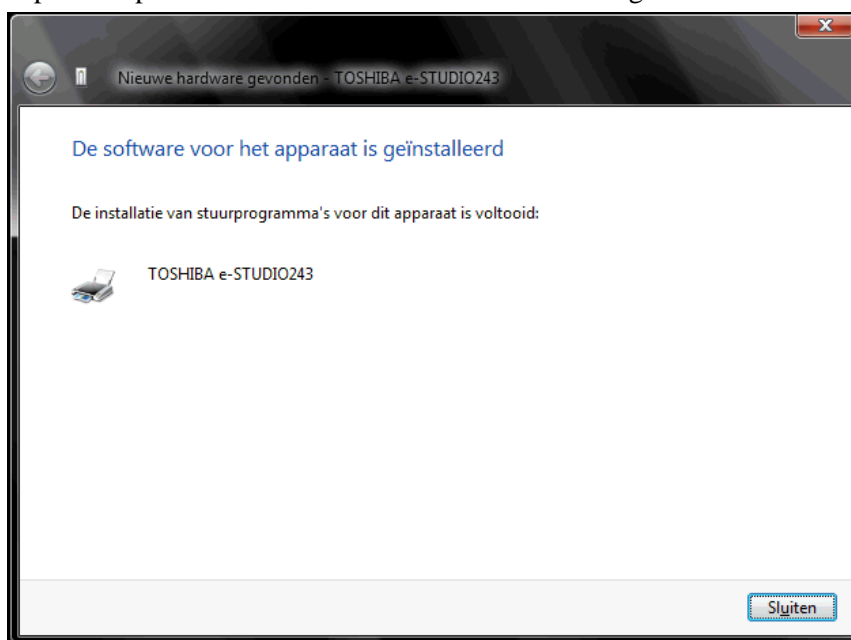 Nieuwe hardware gevonden - TOSHIBA e-STUDIO243
De software voor het apparaat is geïnstalleerd
De installatie van stuurprogramma's voor dit apparaat is voltooid:
TOSHIBA e-STUDIO243
Sluiten